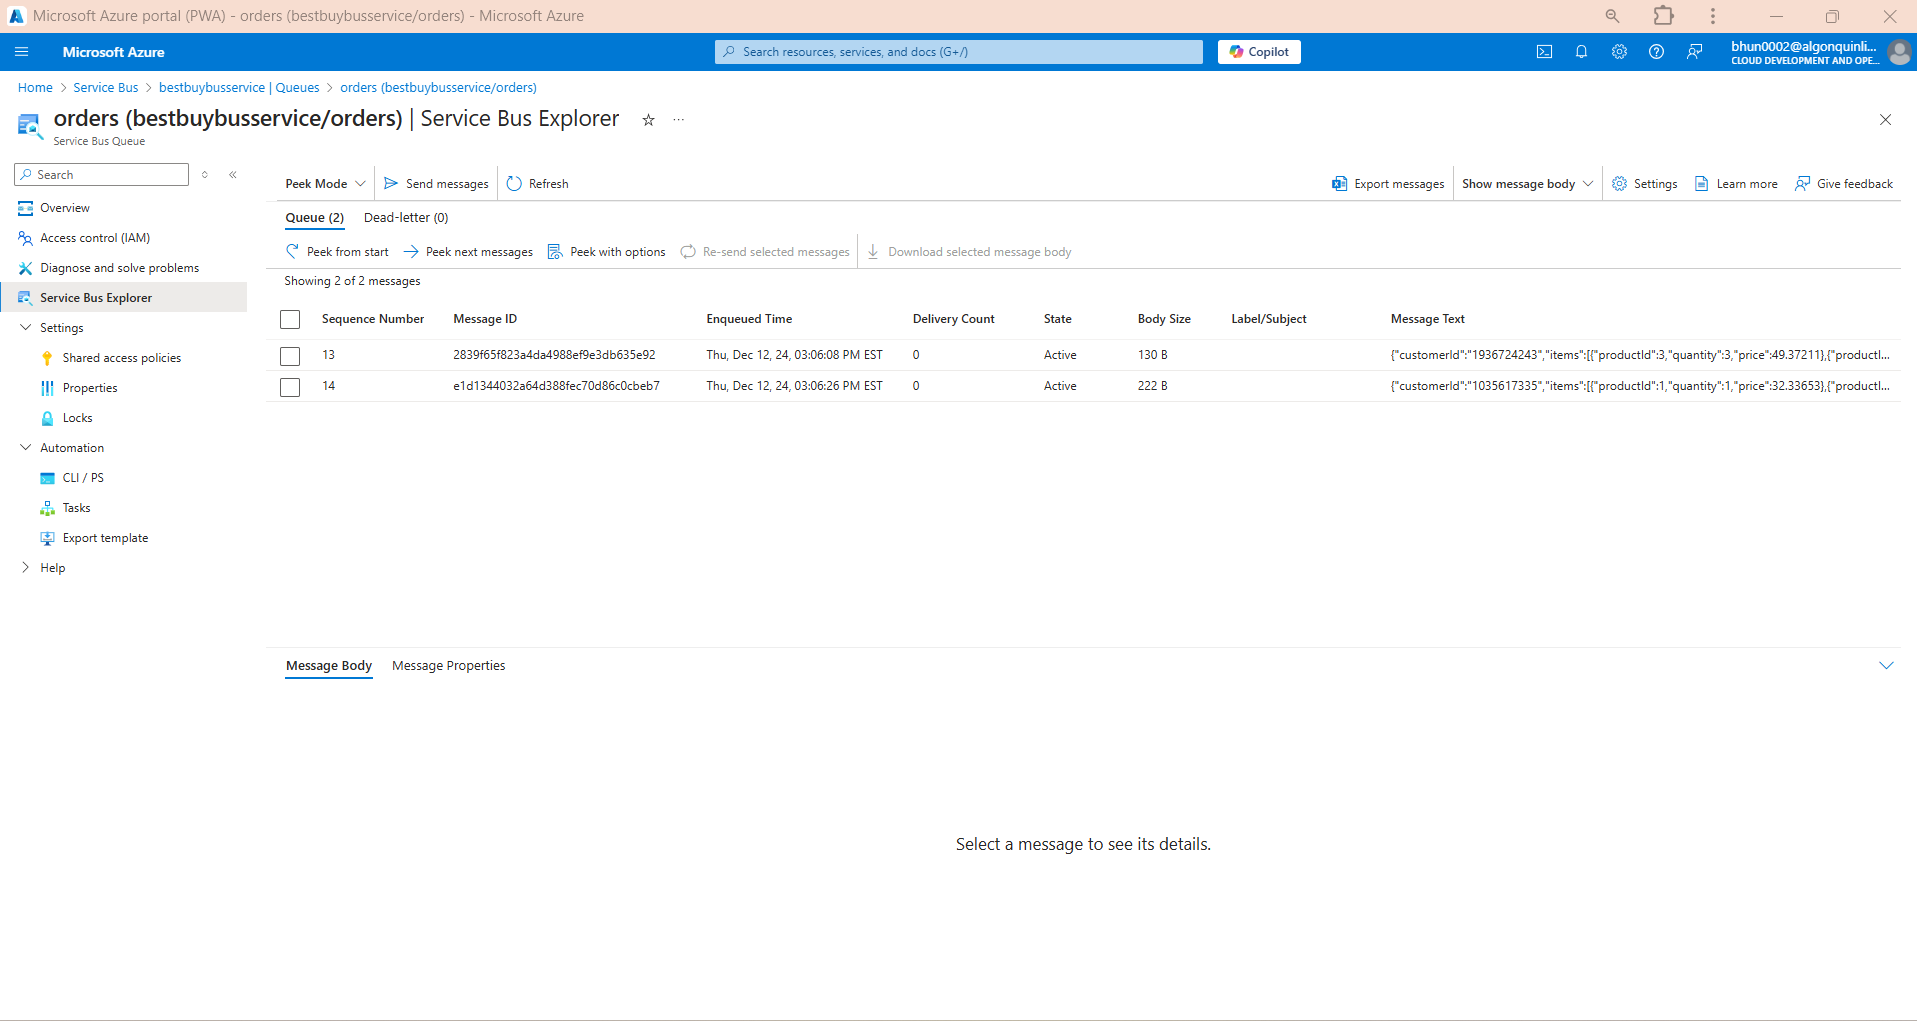 Microsoft Azure portal (PWA) - orders (bestbuybusservice/orders) - Microsoft Azure
Microsoft Azure
Search resources, services, and docs (G+/)
Copilot
bhun0002@algonquinli...
CLOUD DEVELOPMENT AND OPE...
Home > Service Bus > bestbuybusservice | Queues > orders (bestbuybusservice/orders)
orders (bestbuybusservice/orders) | Service Bus Explorer
Service Bus Queue
Search
Overview
Access control (IAM)
Diagnose and solve problems
Service Bus Explorer
Settings
Shared access policies
Properties
Locks
Automation
CLI / PS
Tasks
Export template
Help
Peek Mode Send messages Refresh Export messages Show message body Settings Learn more Give feedback
Queue (2) Dead-letter (0)
Peek from start Peek next messages Peek with options Re-send selected messages Download selected message body
Showing 2 of 2 messages
Sequence Number Message ID Enqueued Time Delivery Count State Body Size Label/Subject Message Text
13 2839f65f823a4da4988ef9e3db635e92 Thu, Dec 12, 24, 03:06:08 PM EST 0 Active 130 B {"customerId":"1936724243","items":[{"productId":3,"quantity":3,"price":49.37211},{"productI...
14 e1d1344032a64d388fec70d86c0cbeb7 Thu, Dec 12, 24, 03:06:26 PM EST 0 Active 222 B {"customerId":"1035617335","items":[{"productId":1,"quantity":1,"price":32.33653},{"productI...
Message Body Message Properties
Select a message to see its details.